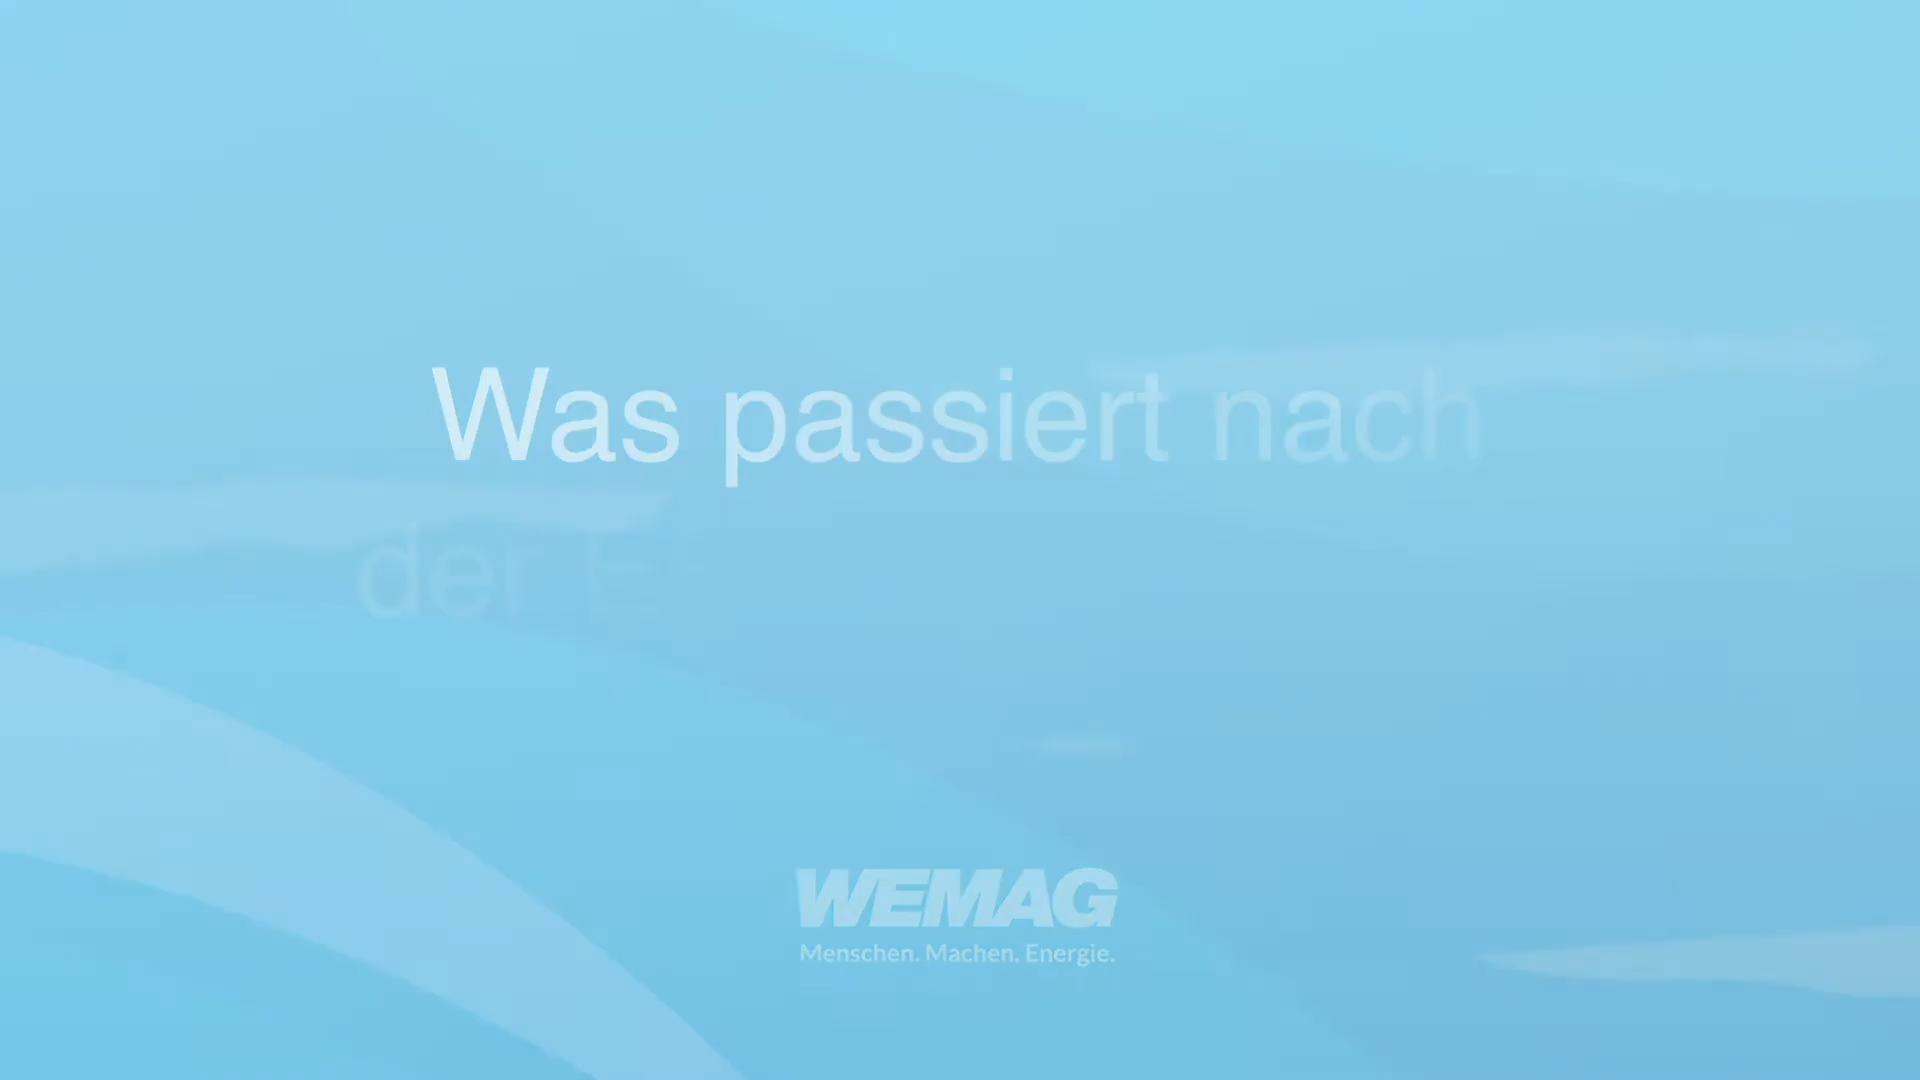 Was passiert nach
der
WEMAG
Menschen. Machen. Energie.